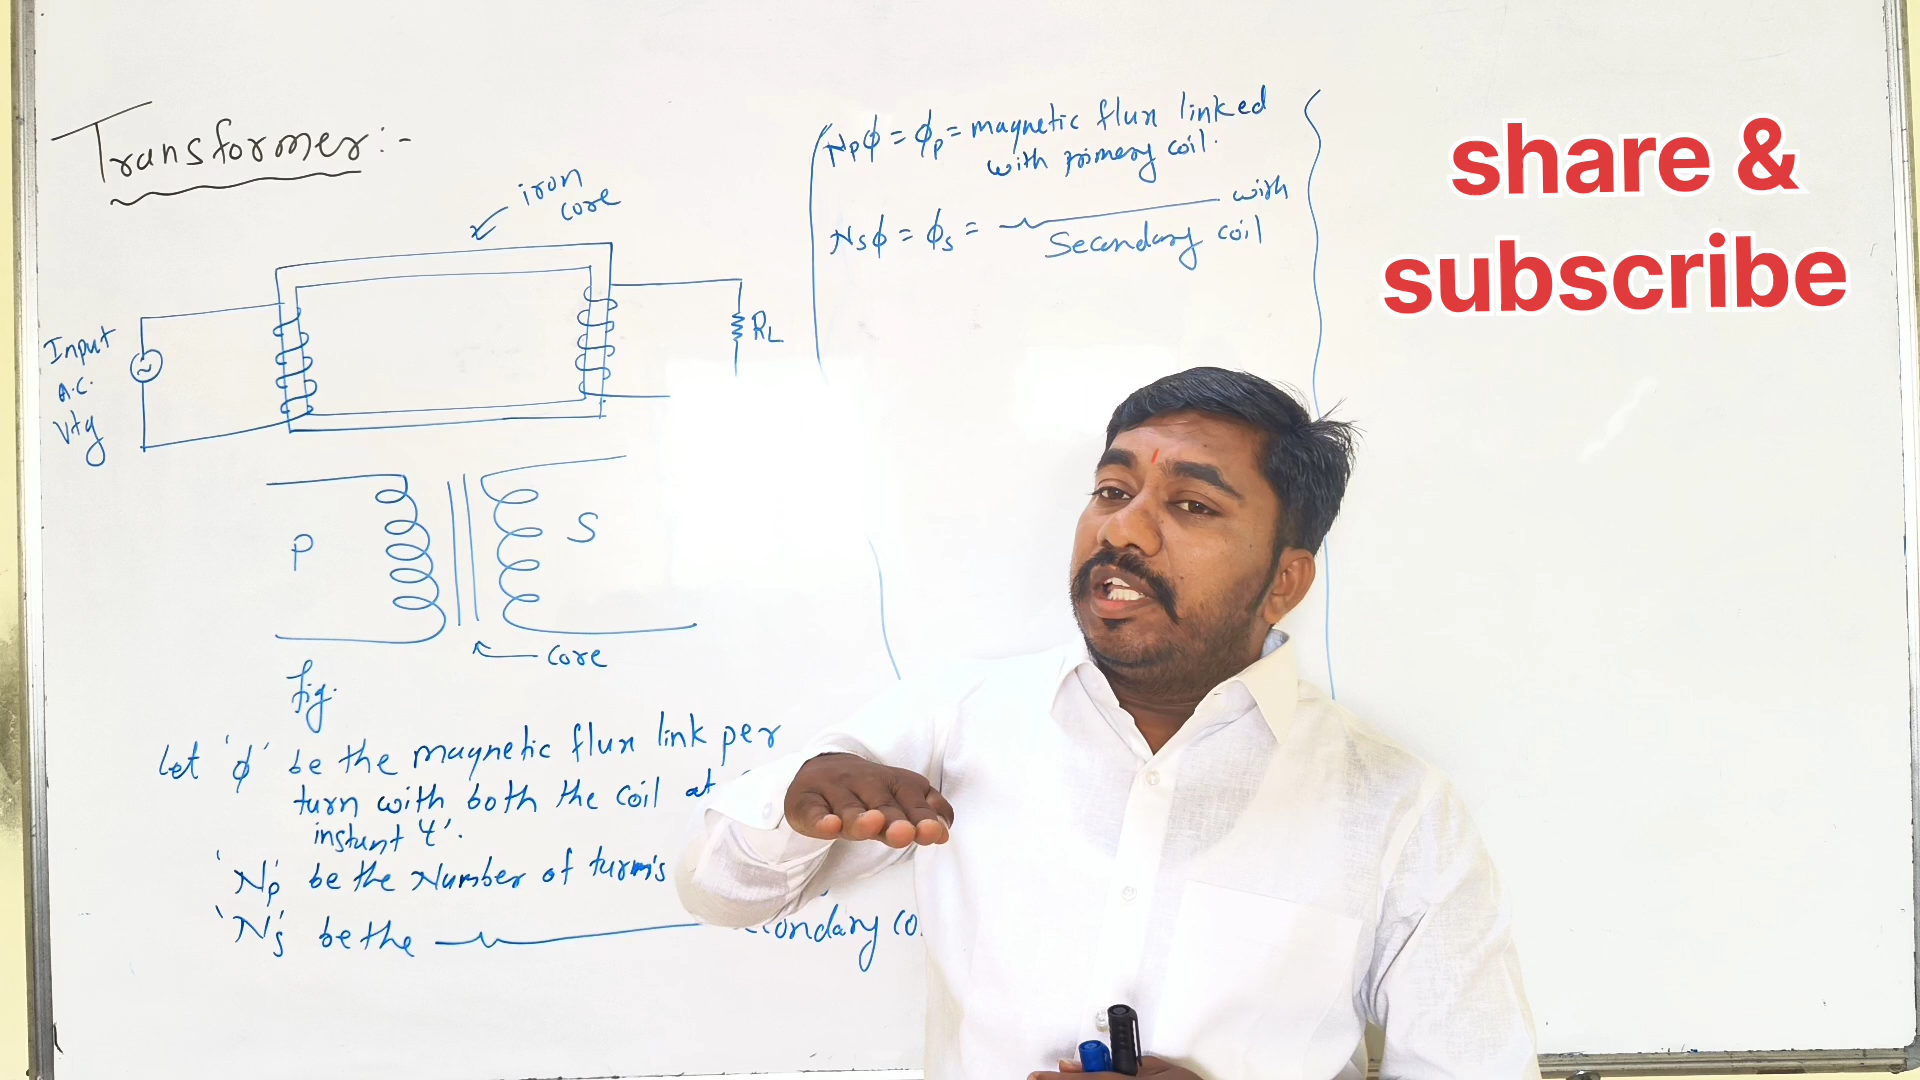 Transformer:-
iron
core
Input
A.C.
Vtg
RL
P
S
core
fig.
Let 'ϕ' be the magnetic flux link per
turn with both the coil at
instant 't'.
'Np' be the Number of turns
'Ns' be the
condary co
Npϕ = ϕp = magnetic flux linked
with primary coil.
Nsϕ = ϕs = with
Secondary coil
share &
subscribe